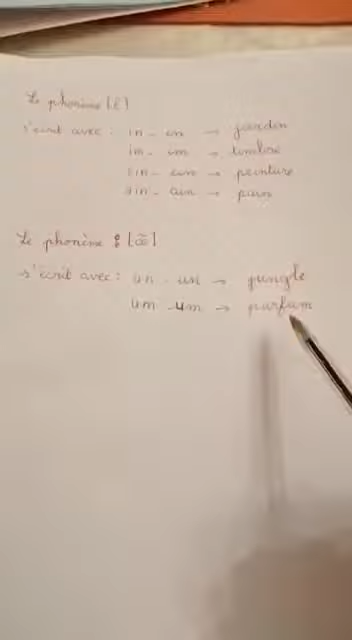 Le phonème [ɛ̃]
s'écrit avec : in - in → jardin
im - im → timbre
ein - ein → peinture
ain - ain → pain
Le phonème : [œ̃]
s'écrit avec : un - un → jungle
um - um → parfum